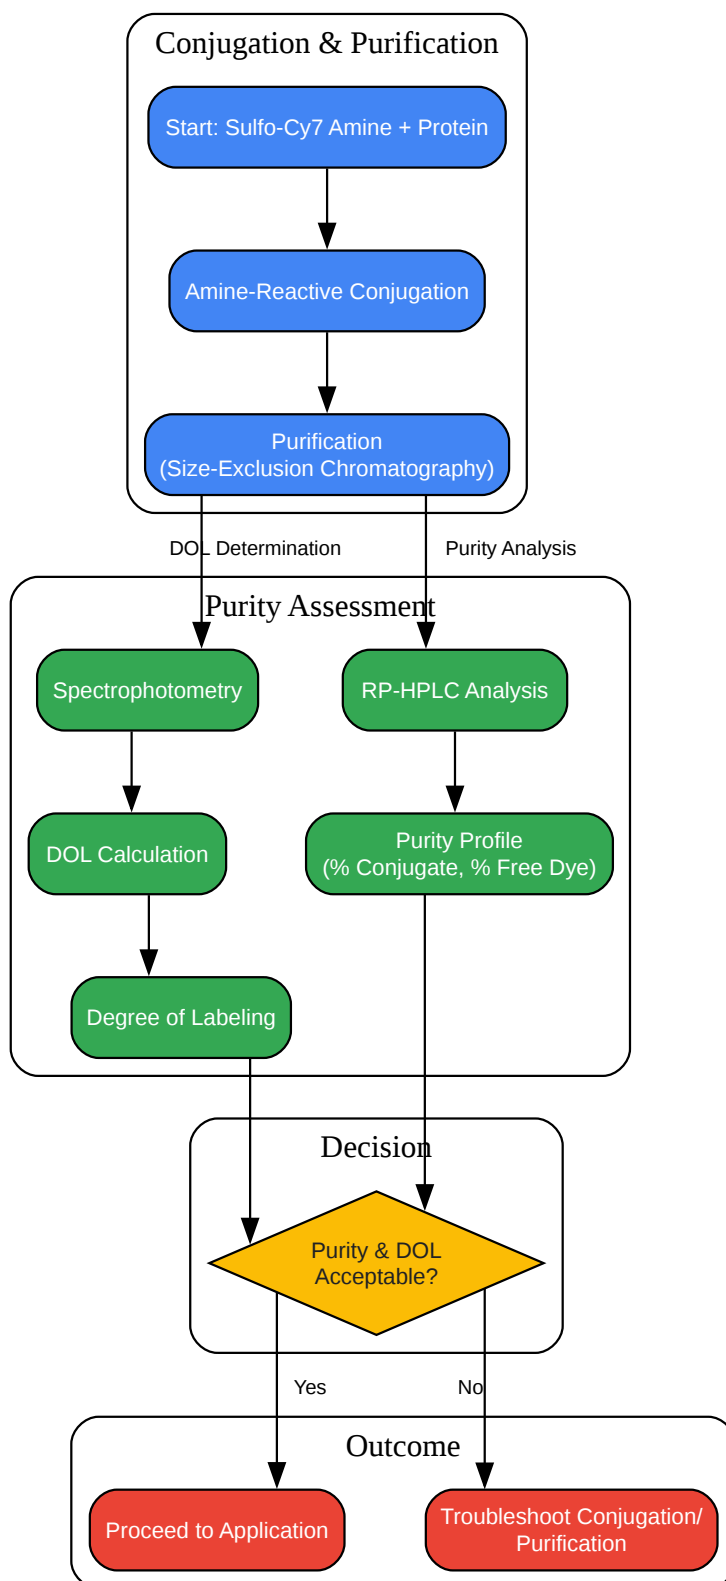 Conjugation & Purification
Start: Sulfo-Cy7 Amine + Protein
Amine-Reactive Conjugation
Purification
(Size-Exclusion Chromatography)
DOL Determination
Purity Analysis
Purity Assessment
Spectrophotometry
RP-HPLC Analysis
DOL Calculation
Purity Profile
(% Conjugate, % Free Dye)
Degree of Labeling
Decision
Purity & DOL
Acceptable?
Yes
No
Outcome
Proceed to Application
Troubleshoot Conjugation/
Purification